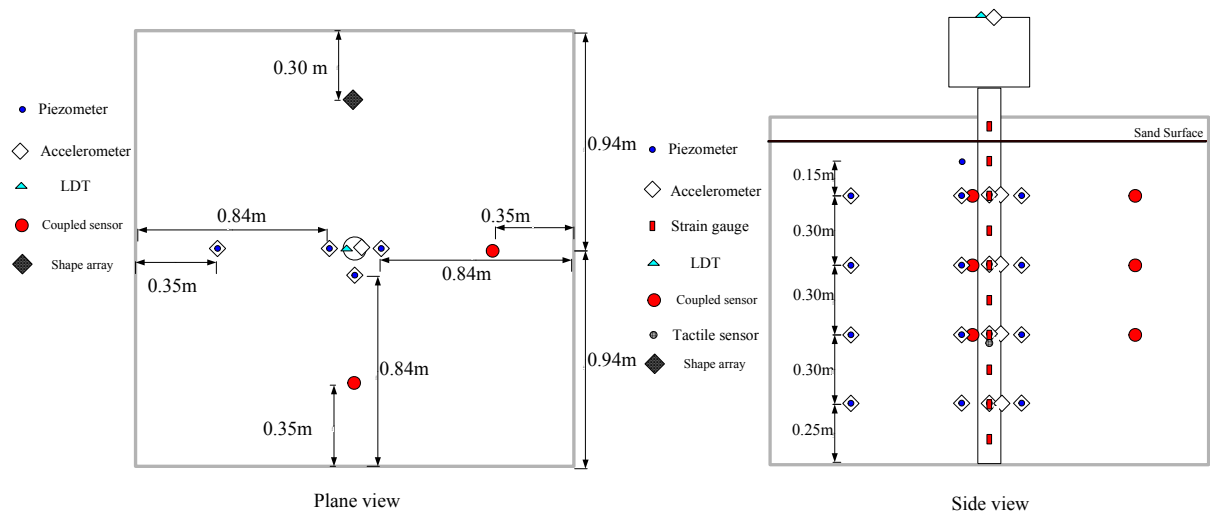 0.30 m
Piezometer
Accelerometer
LDT
Coupled sensor
Shape array
0.84m
0.35m
0.35m
0.84m
0.94m
0.84m
0.94m
0.35m
Plane view
Sand Surface
Piezometer
Accelerometer
Strain gauge
LDT
Coupled sensor
Tactile sensor
Shape array
0.15m
0.30m
0.30m
0.30m
0.25m
Side view